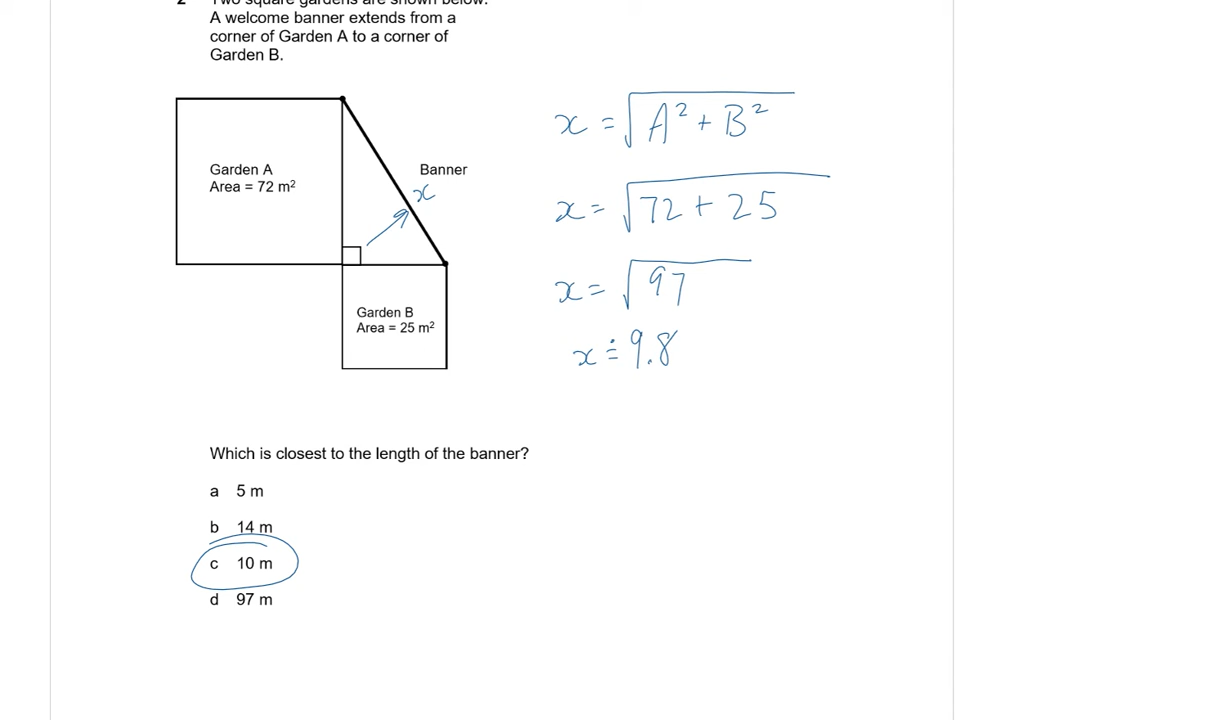 2 Two square gardens are shown below.
A welcome banner extends from a
corner of Garden A to a corner of
Garden B.
Garden A
Area = 72 m²
Banner
x
Garden B
Area = 25 m²
x = √A² + B²
x = √72 + 25
x = √97
x ≐ 9.8
Which is closest to the length of the banner?
a 5 m
b 14 m
c 10 m
d 97 m